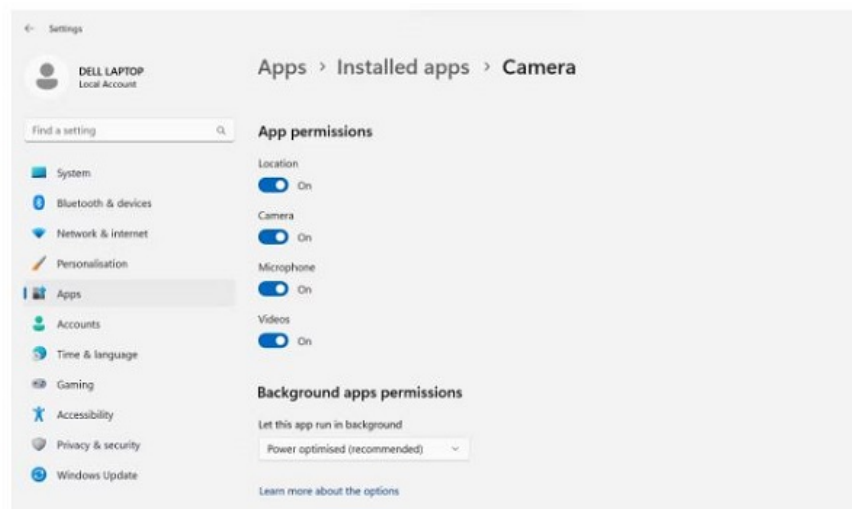 Settings
DELL LAPTOP
Local Account
Find a setting
System
Bluetooth & devices
Network & internet
Personalisation
Apps
Accounts
Time & language
Gaming
Accessibility
Privacy & security
Windows Update
Apps > Installed apps > Camera
App permissions
Location
On
Camera
On
Microphone
On
Videos
On
Background apps permissions
Let this app run in background
Power optimised (recommended)
Learn more about the options